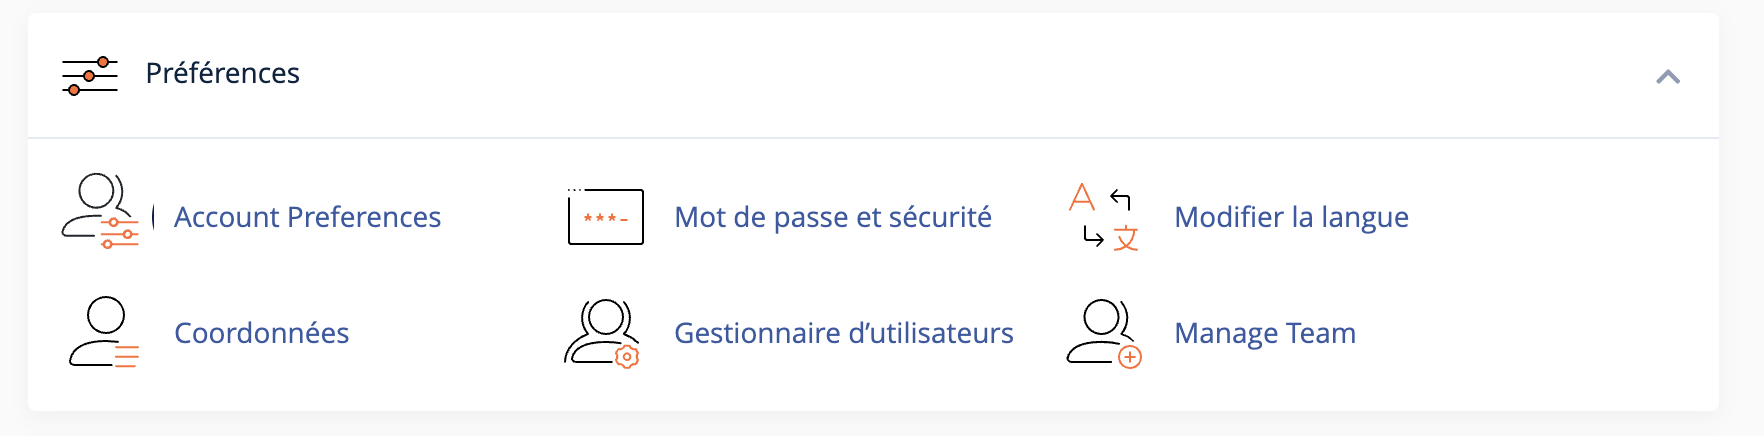 Préférences
Account Preferences
Mot de passe et sécurité
Modifier la langue
Coordonnées
Gestionnaire d’utilisateurs
Manage Team